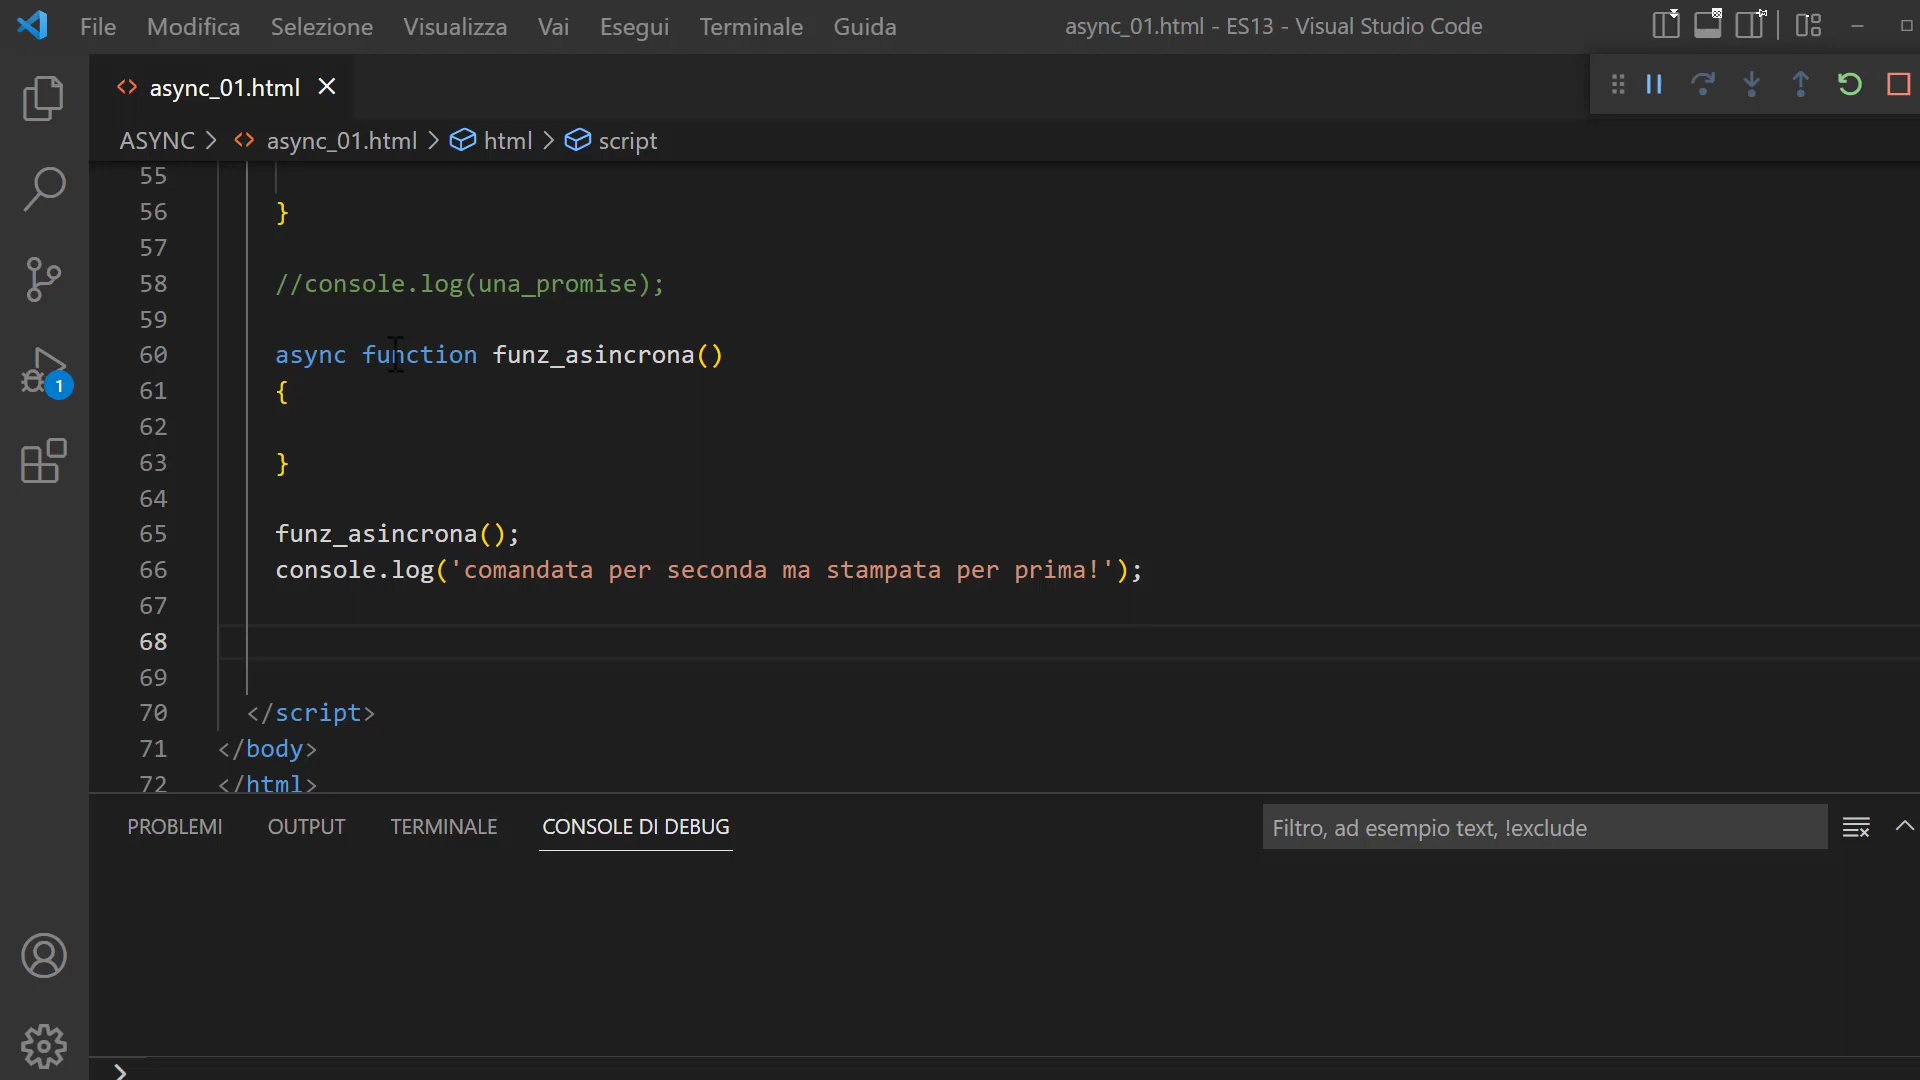 File Modifica Selezione Visualizza Vai Esegui Terminale Guida async_01.html - ES13 - Visual Studio Code
async_01.html
ASYNC > async_01.html > html > script
55
56 }
57
58 //console.log(una_promise);
59
60 async function funz_asincrona()
61 {
62
63 }
64
65 funz_asincrona();
66 console.log('comandata per seconda ma stampata per prima!');
67
68
69
70 </script>
71 </body>
72 </html>
1
PROBLEMI OUTPUT TERMINALE CONSOLE DI DEBUG Filtro, ad esempio text, !exclude